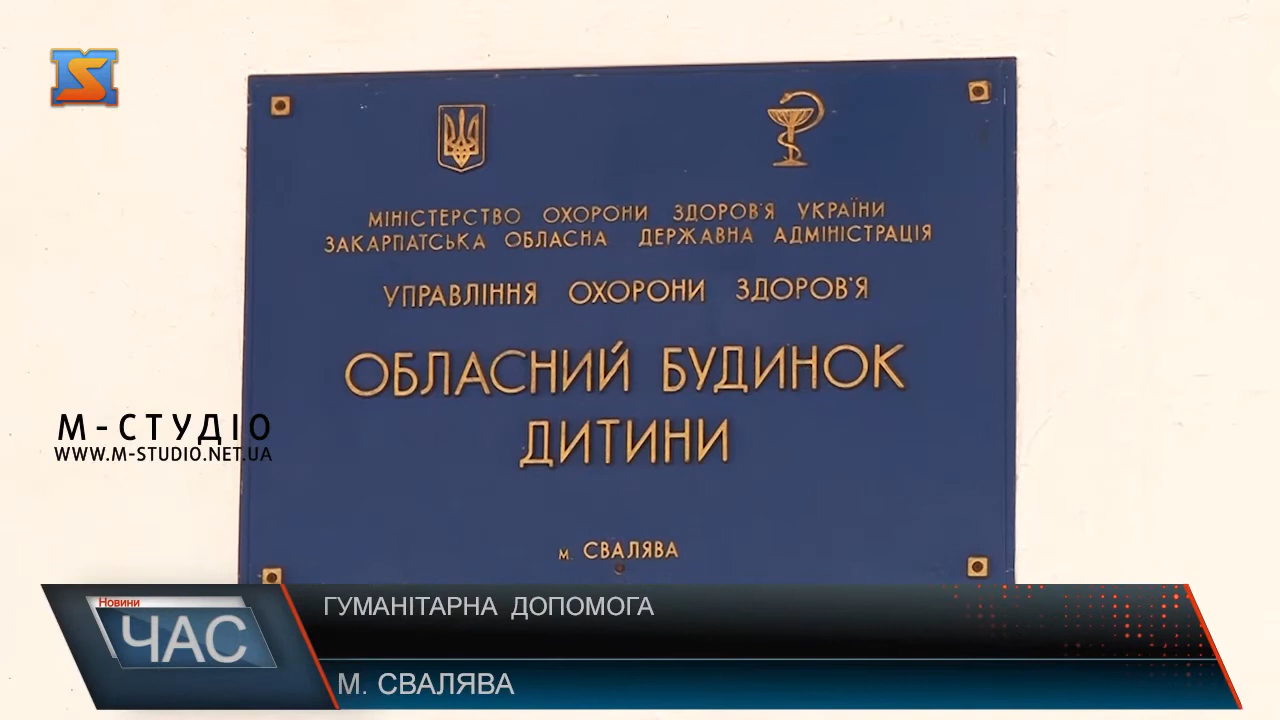 МІНІСТЕРСТВО ОХОРОНИ ЗДОРОВ'Я УКРАЇНИ
ЗАКАРПАТСЬКА ОБЛАСНА ДЕРЖАВНА АДМІНІСТРАЦІЯ
УПРАВЛІННЯ ОХОРОНИ ЗДОРОВ'Я
ОБЛАСНИЙ БУДИНОК
ДИТИНИ
М-СТУДІО
WWW.M-STUDIO.NET.UA
м. СВАЛЯВА
Новини
ЧАС
ГУМАНІТАРНА ДОПОМОГА
М. СВАЛЯВА